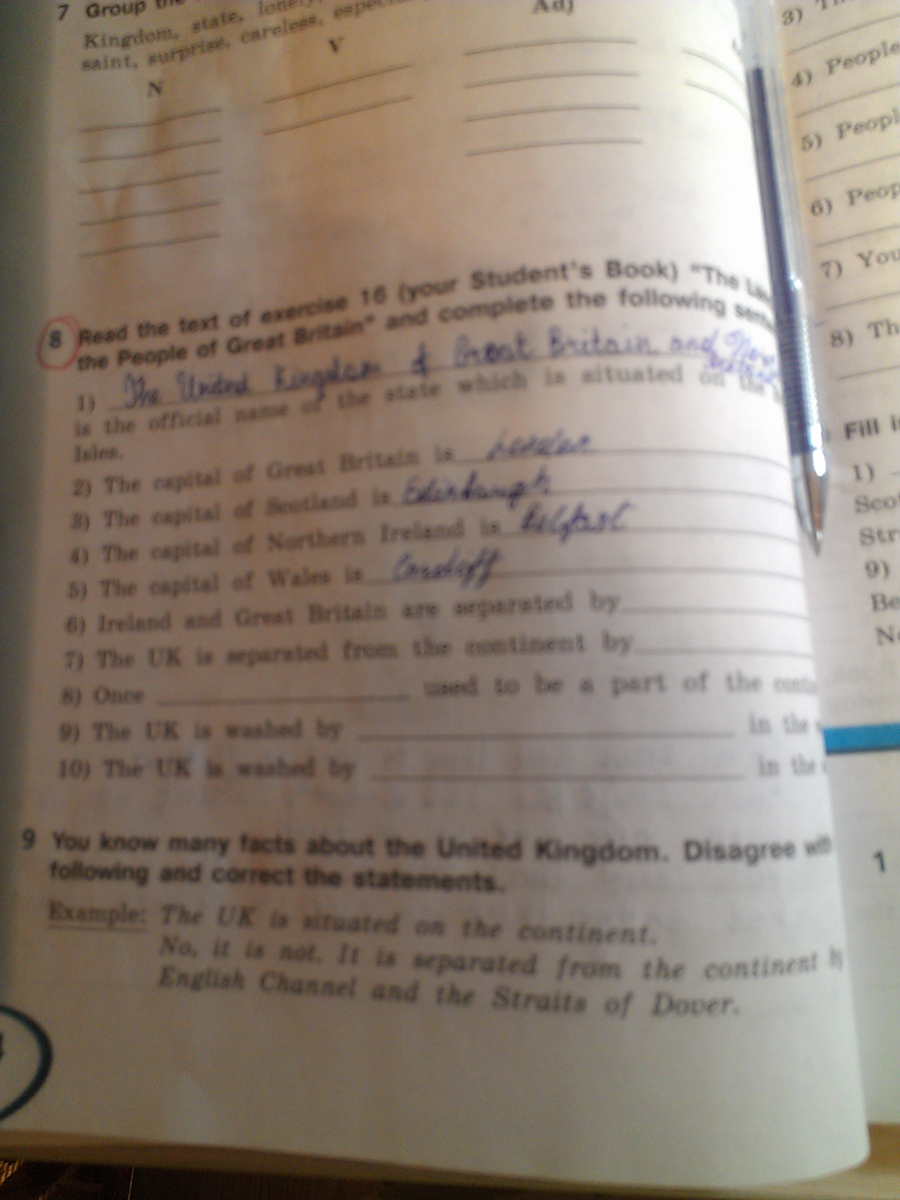 7 Group the
Kingdom, state, lonely,
saint, surprise, careless,
N
V
Adj
8 Read the text of exercise 16 (your Student's Book) "The
the People of Great Britain" and complete the following
1) The United Kingdom of Great Britain and
is the official name of the state which is situated on the
Isles.
2) The capital of Great Britain is London
3) The capital of Scotland is Edinburgh
4) The capital of Northern Ireland is Belfast
5) The capital of Wales is Cardiff
6) Ireland and Great Britain are separated by
7) The UK is separated from the continent by
8) Once used to be a part of the
9) The UK is washed by in the
10) The UK is washed by in the
9 You know many facts about the United Kingdom. Disagree with
following and correct the statements.
Example: The UK is situated on the continent.
No, it is not. It is separated from the continent by
English Channel and the Straits of Dover.
3)
4) People
5)
6)
7) You
8) Th
Fill
1)
9)
Be
1